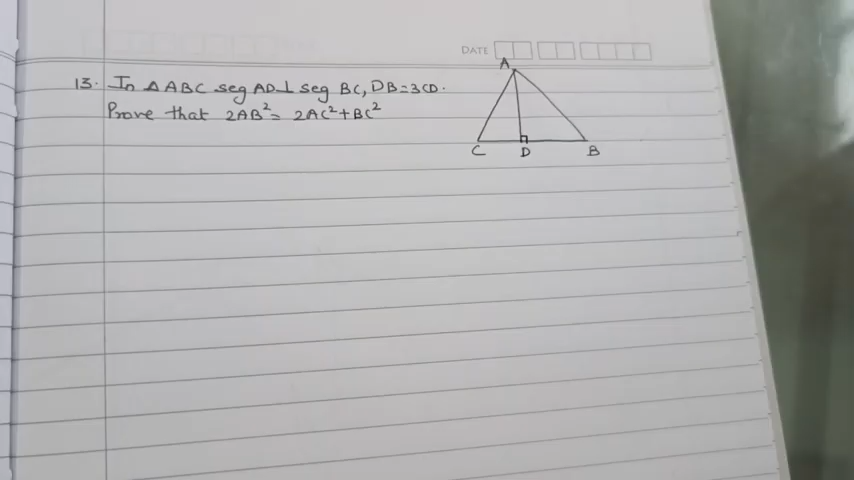 DATE
13. In △ABC seg AD⊥ seg BC, DB=3CD.
Prove that 2AB²= 2AC²+BC²
A
C D B